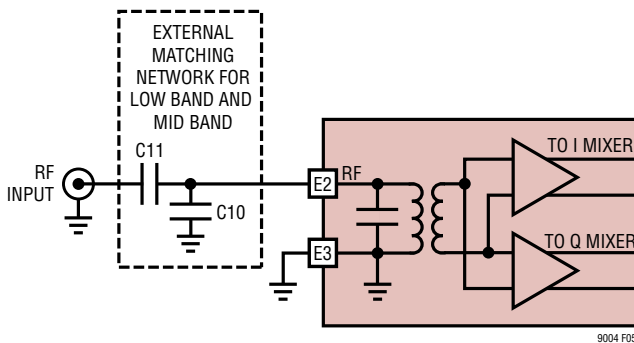 EXTERNAL
MATCHING
NETWORK FOR
LOW BAND AND
MID BAND
C11
RF
INPUT
C10
E2
RF
E3
TO I MIXER
TO Q MIXER
9004 F05